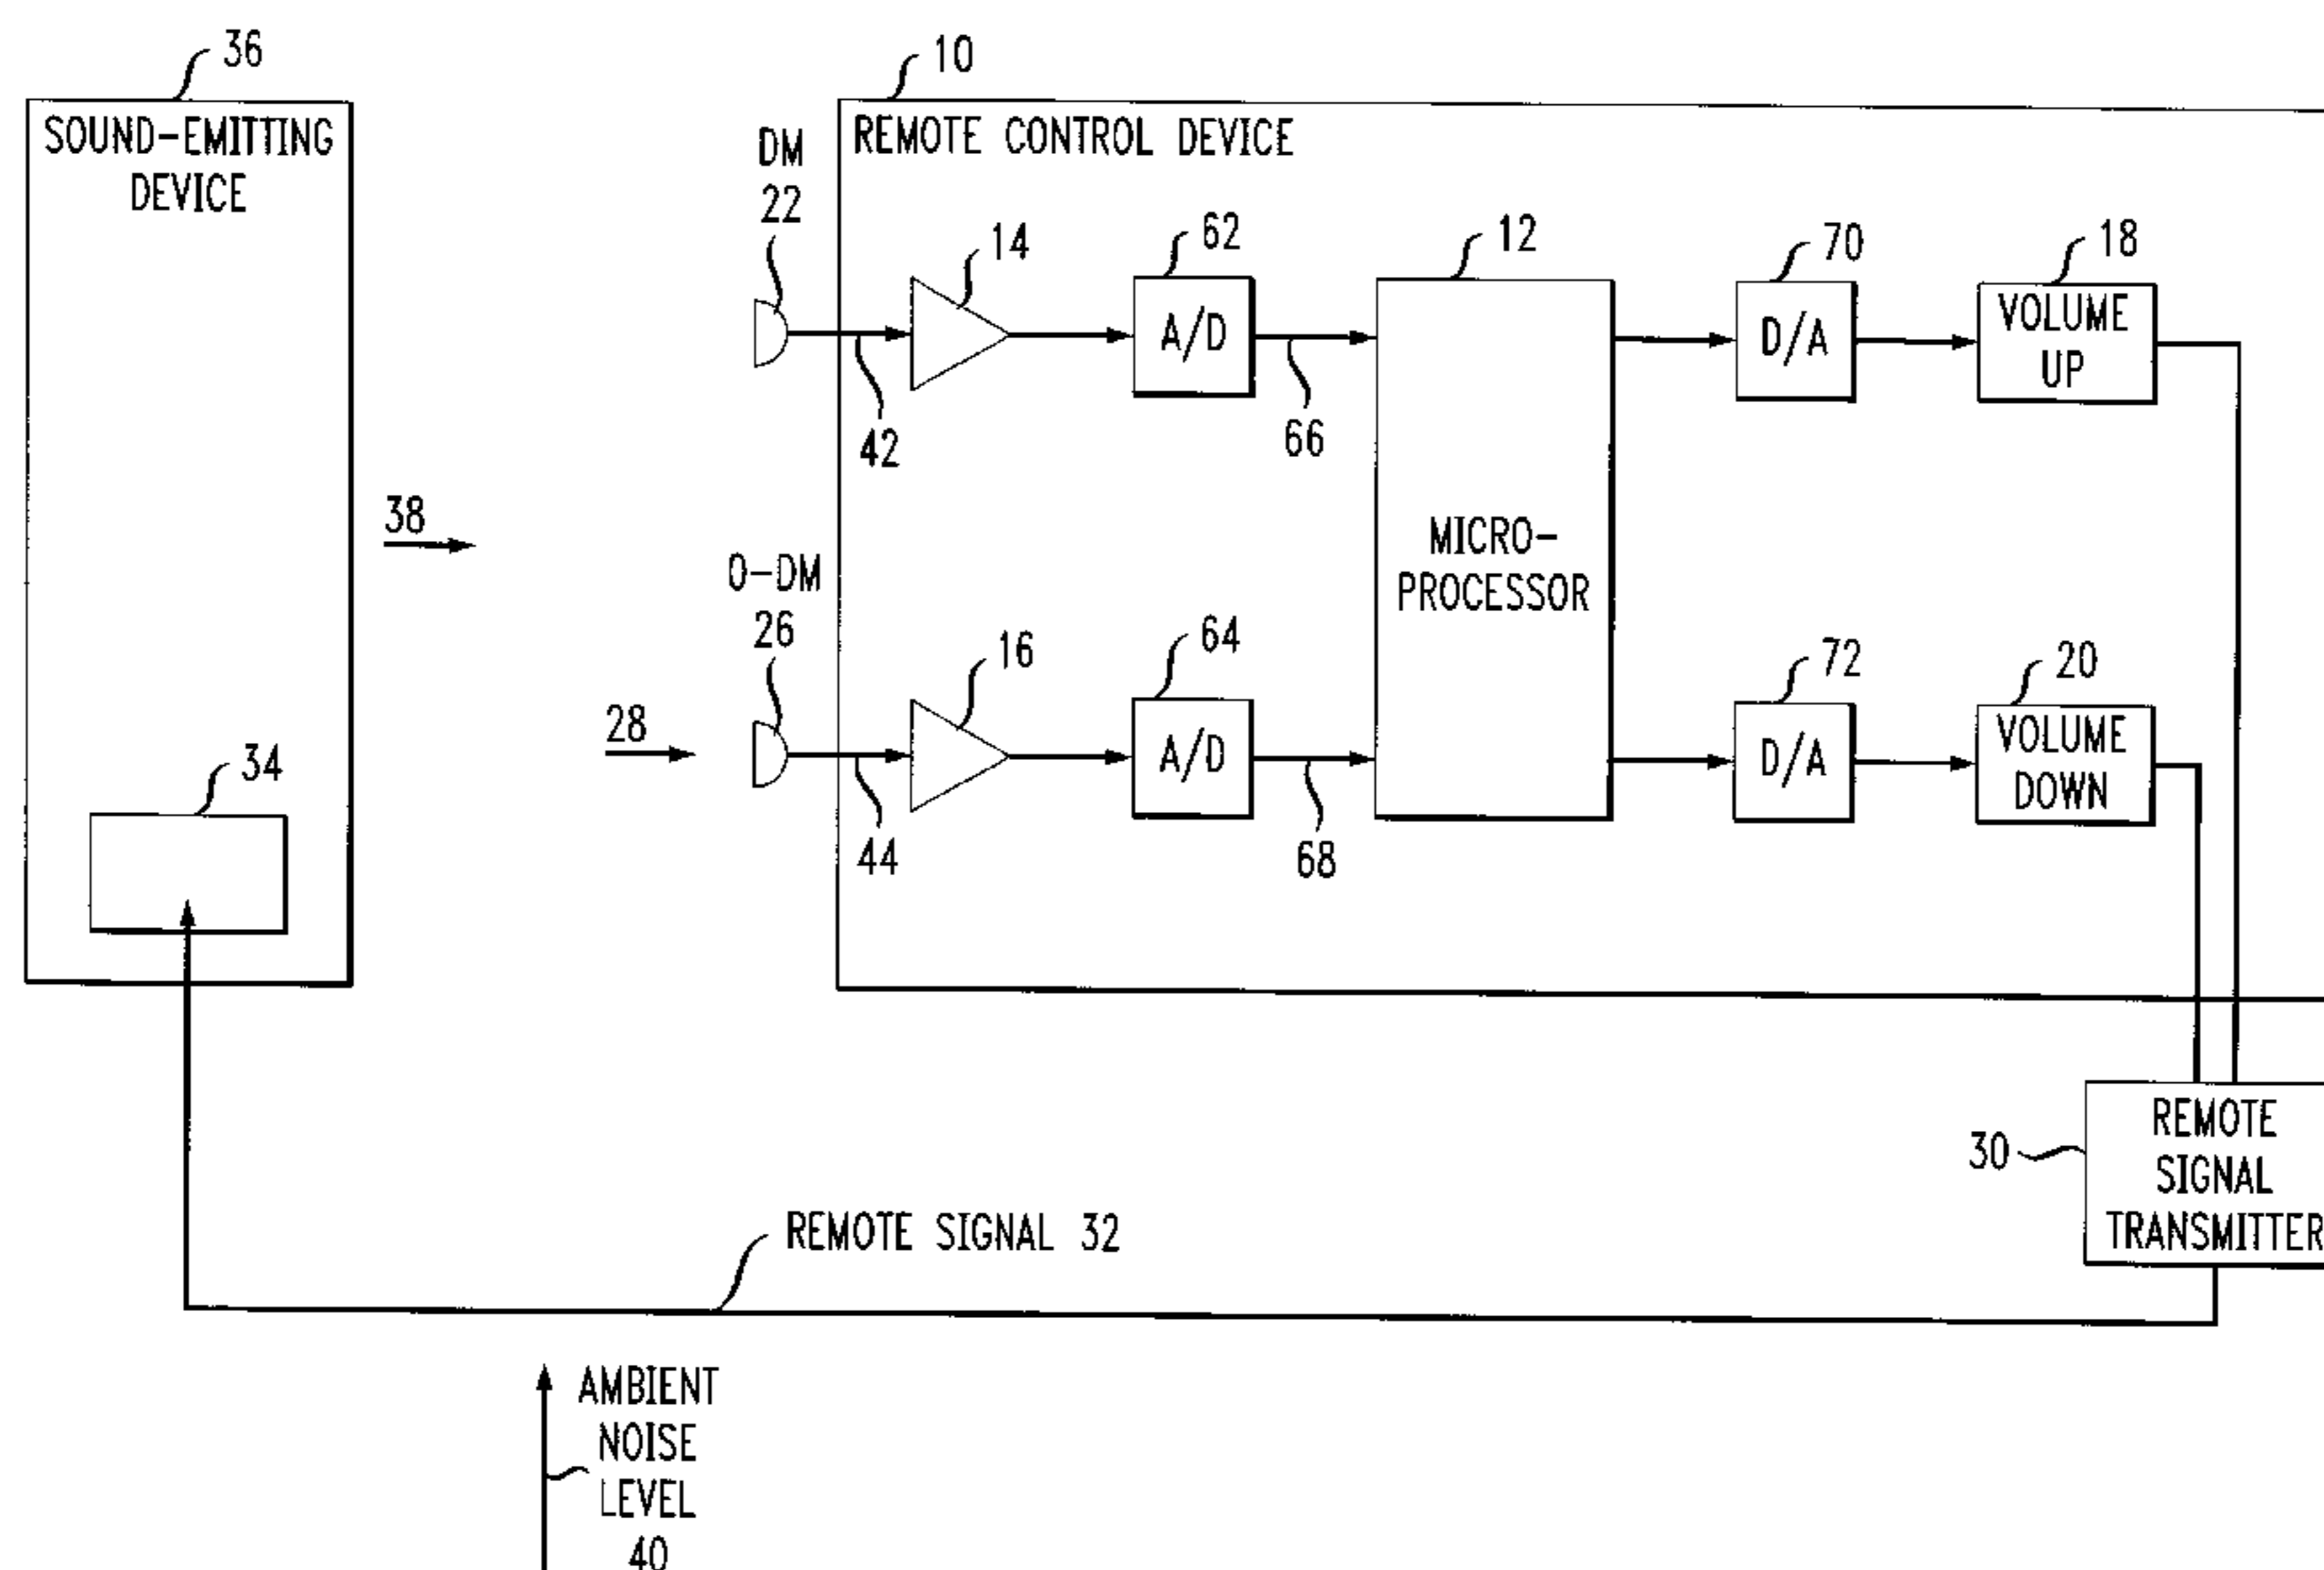 36
10
SOUND-EMITTING
DEVICE
REMOTE CONTROL DEVICE
DM
22
14
62
12
70
18
A/D
D/A
VOLUME
UP
42
66
38
MICRO-
PROCESSOR
O-DM
26
16
64
72
20
28
34
A/D
D/A
VOLUME
DOWN
44
68
30
REMOTE
SIGNAL
TRANSMITTER
REMOTE SIGNAL 32
AMBIENT
NOISE
LEVEL
40